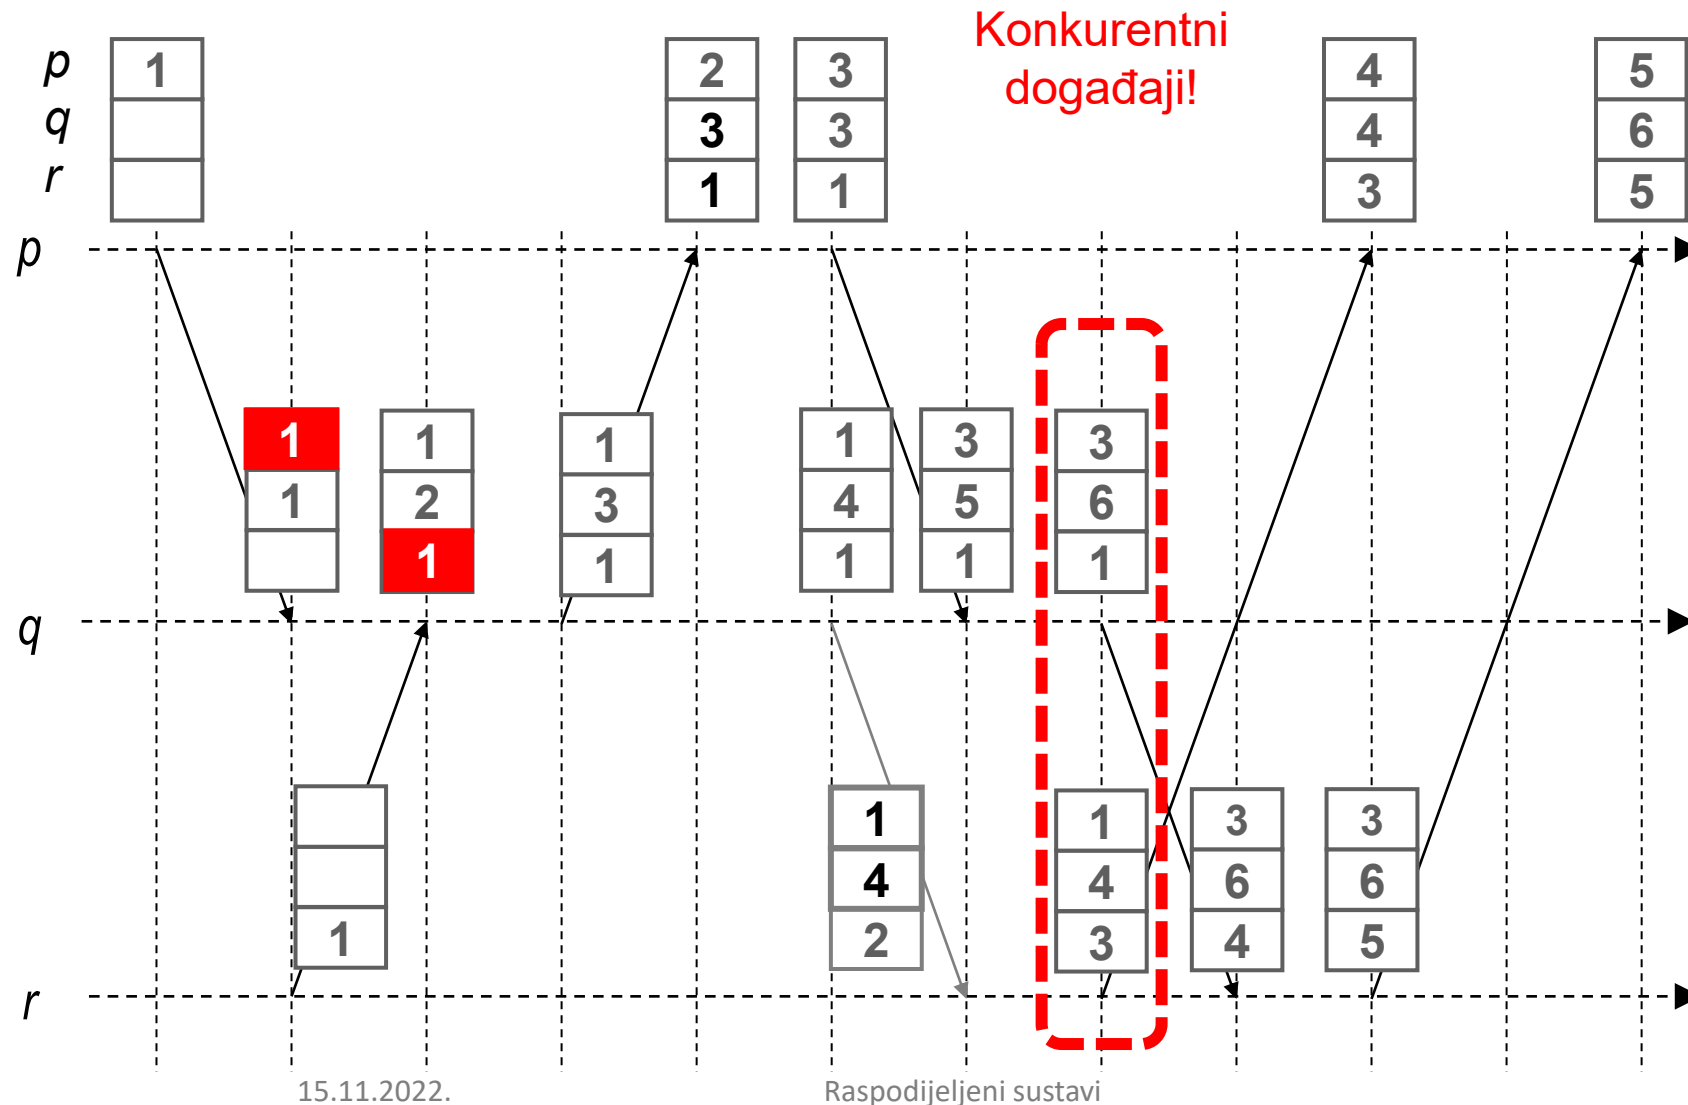 Konkurentni
događaji!
p 1 2 3 4 5
q 3 3 4 6
r 1 1 3 5
p
1 1 1 1 3 3
1 2 3 4 5 6
1 1 1 1 1
q
1 1 3 3
4 4 6 6
1 2 3 4 5
r
15.11.2022. Raspodijeljeni sustavi